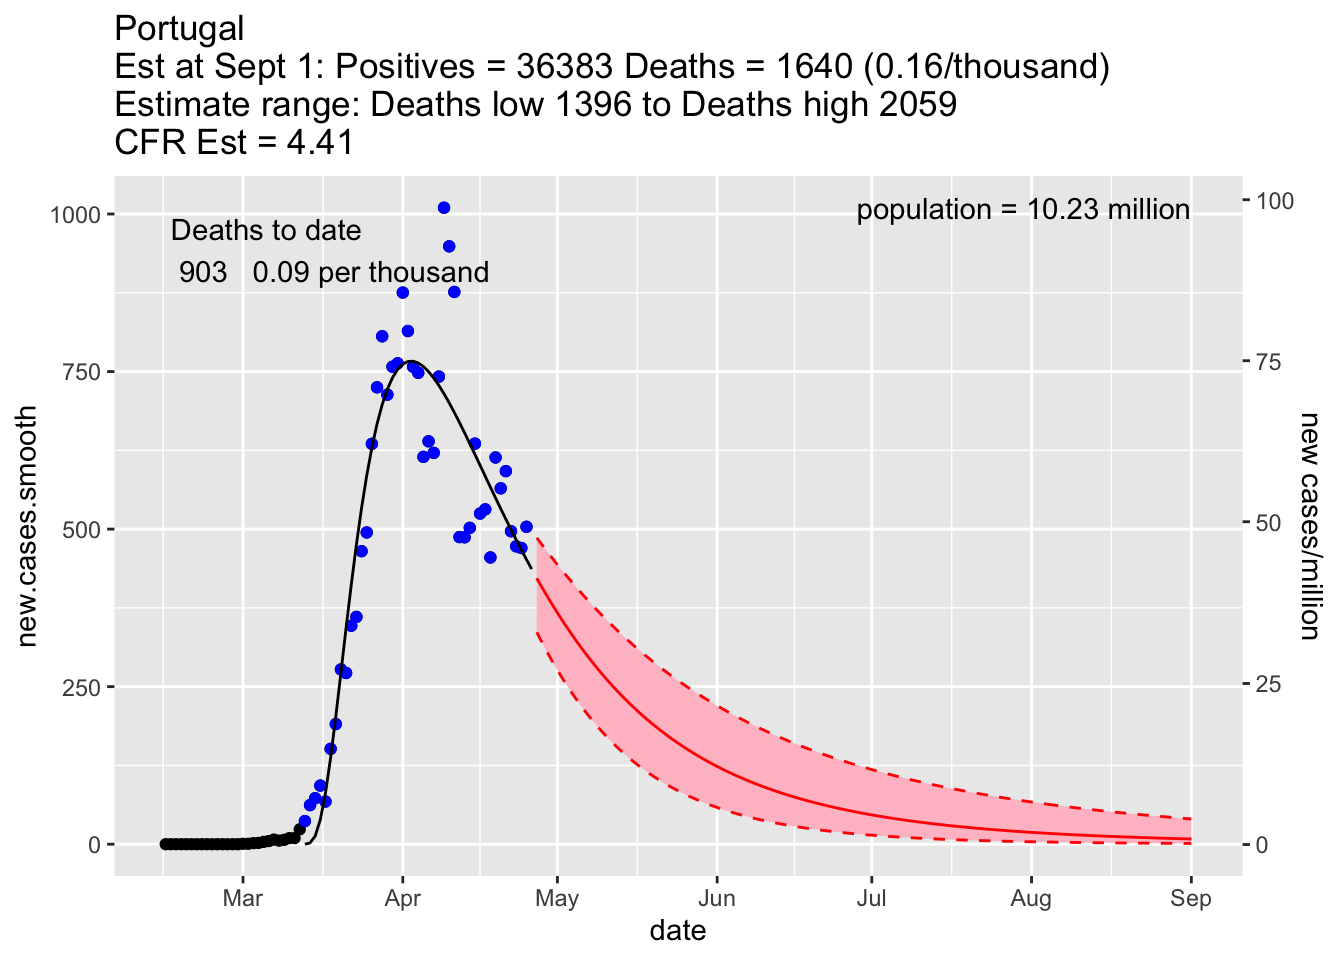 Portugal
Est at Sept 1: Positives = 36383 Deaths = 1640 (0.16/thousand)
Estimate range: Deaths low 1396 to Deaths high 2059
CFR Est = 4.41
population = 10.23 million
Deaths to date
903 0.09 per thousand
new.cases.smooth
1000
750
500
250
0
100
75
50
25
0
new cases/million
Mar Apr May Jun Jul Aug Sep
date